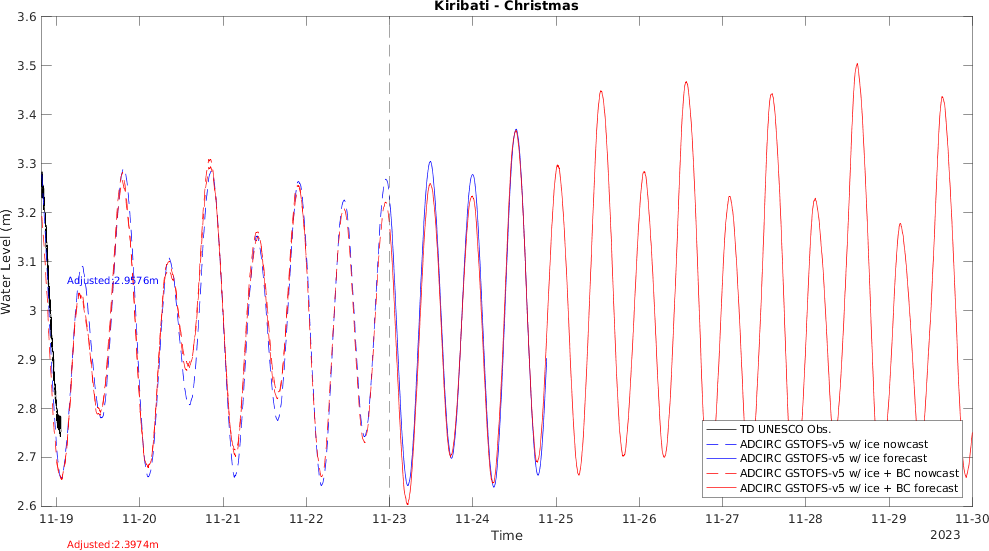 Kiribati - Christmas
3.6
3.5
3.4
3.3
3.2
3.1
3
2.9
2.8
2.7
2.6
Water Level (m)
Adjusted:2.9576m
TD UNESCO Obs.
ADCIRC GSTOFS-v5 w/ ice nowcast
ADCIRC GSTOFS-v5 w/ ice forecast
ADCIRC GSTOFS-v5 w/ ice + BC nowcast
ADCIRC GSTOFS-v5 w/ ice + BC forecast
11-19 11-20 11-21 11-22 11-23 11-24 11-25 11-26 11-27 11-28 11-29 11-30
Time
2023
Adjusted:2.3974m